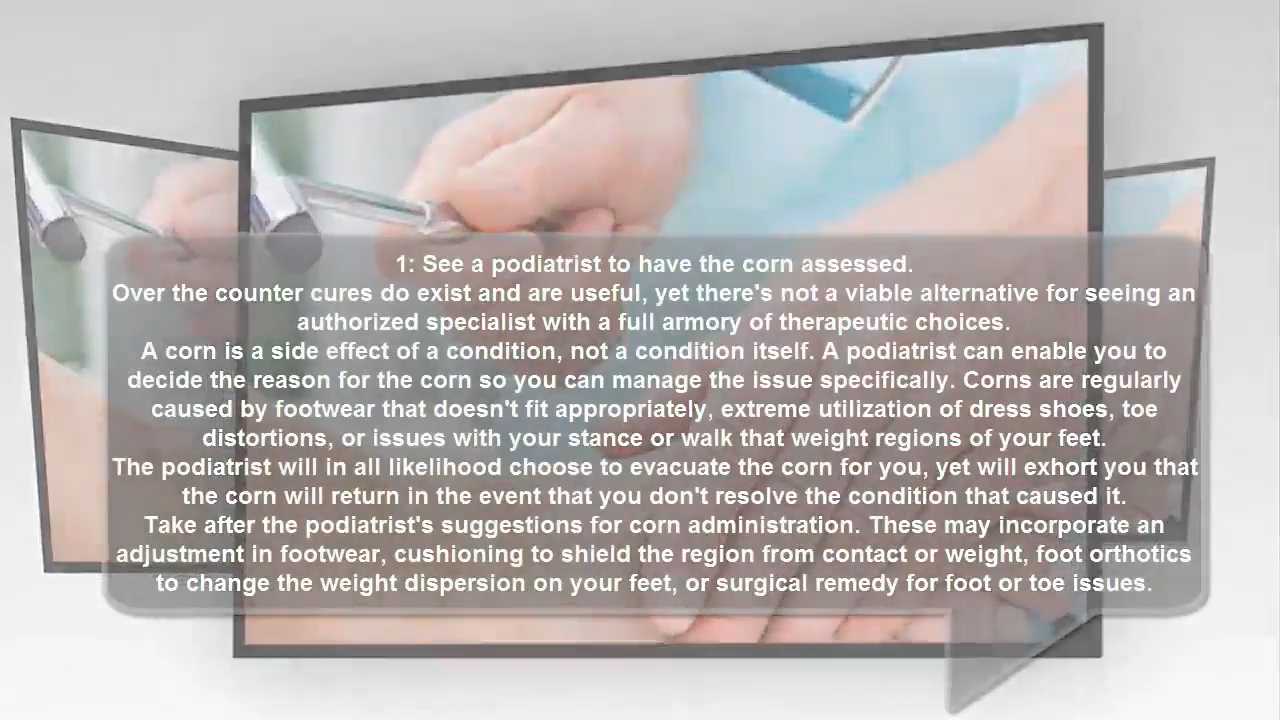 1: See a podiatrist to have the corn assessed.
Over the counter cures do exist and are useful, yet there's not a viable alternative for seeing an
authorized specialist with a full armory of therapeutic choices.
A corn is a side effect of a condition, not a condition itself. A podiatrist can enable you to
decide the reason for the corn so you can manage the issue specifically. Corns are regularly
caused by footwear that doesn't fit appropriately, extreme utilization of dress shoes, toe
distortions, or issues with your stance or walk that weight regions of your feet.
The podiatrist will in all likelihood choose to evacuate the corn for you, yet will exhort you that
the corn will return in the event that you don't resolve the condition that caused it.
Take after the podiatrist's suggestions for corn administration. These may incorporate an
adjustment in footwear, cushioning to shield the region from contact or weight, foot orthotics
to change the weight dispersion on your feet, or surgical remedy for foot or toe issues.